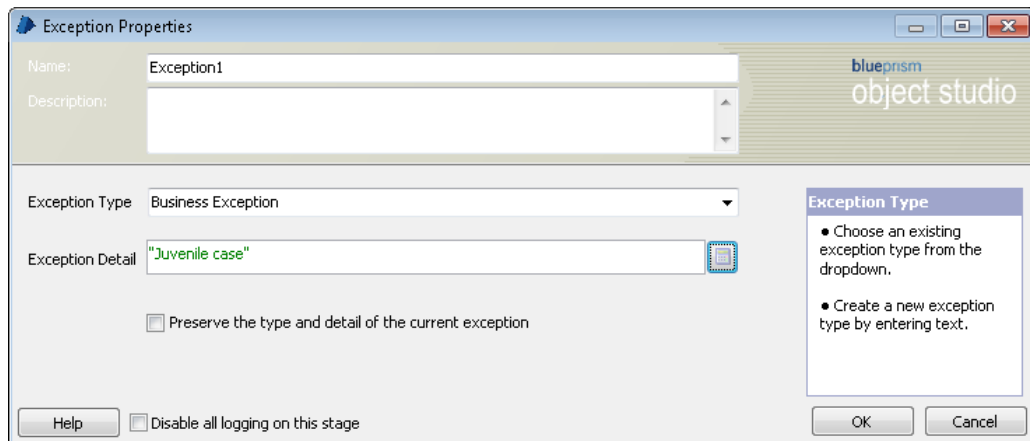 Exception Properties
Name:
Exception1
blueprism
object studio
Description:
Exception Type
Business Exception
Exception Detail
"Juvenile case"
Preserve the type and detail of the current exception
Exception Type
● Choose an existing
exception type from the
dropdown.
● Create a new exception
type by entering text.
Help
Disable all logging on this stage
OK
Cancel